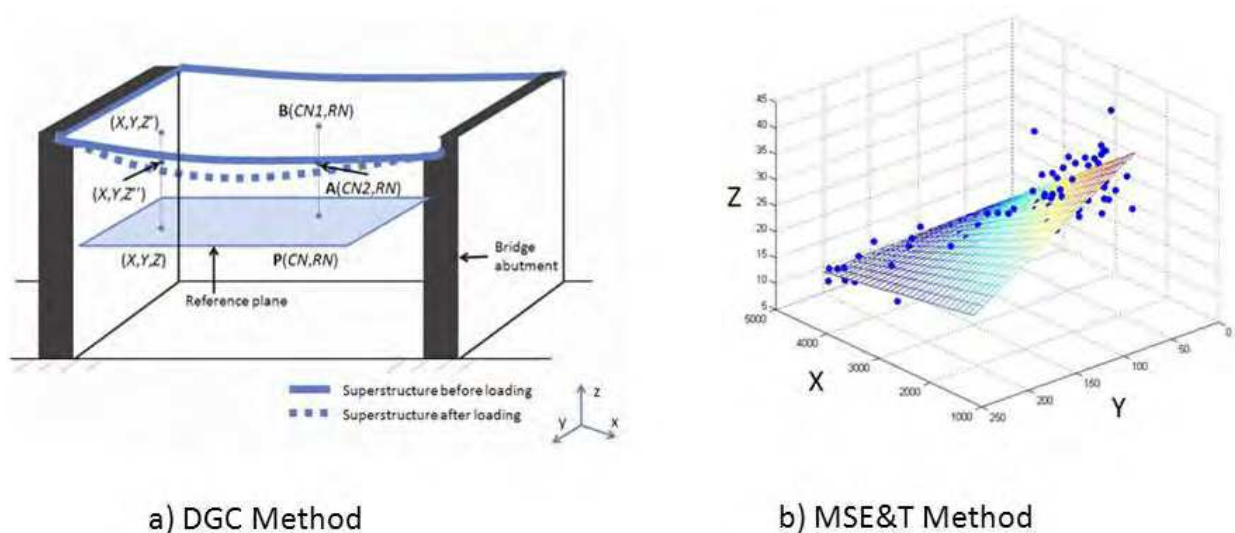 B(CN1,RN)
(X,Y,Z')
(X,Y,Z'')
A(CN2,RN)
(X,Y,Z)
P(CN,RN)
Bridge
abutment
Reference plane
Superstructure before loading
Superstructure after loading
z
y
x
a) DGC Method
45
40
35
30
25
20
15
10
5
Z
5000
4000
3000
2000
1000
X
250
200
150
100
50
0
Y
b) MSE&T Method